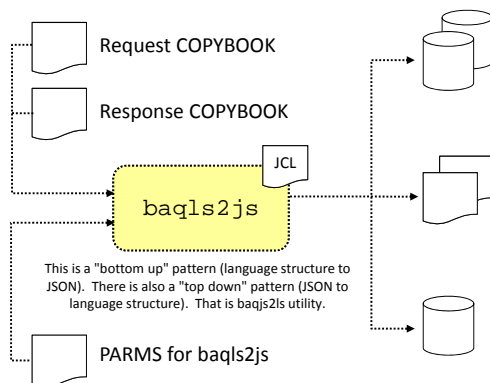 Request COPYBOOK
Response COPYBOOK
JCL
baqls2js
This is a "bottom up" pattern (language structure to
JSON). There is also a "top down" pattern (JSON to
language structure). That is baqjs2ls utility.
PARMS for baqls2js